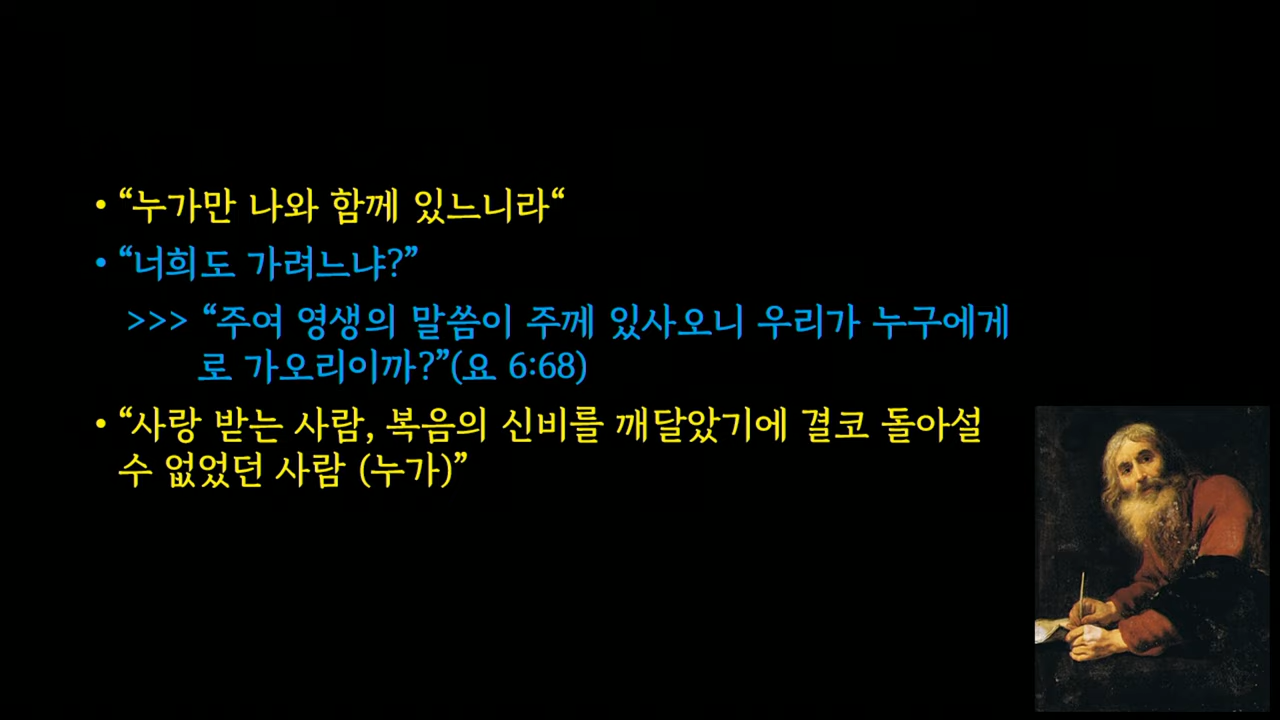 • “누가만 나와 함께 있느니라“
• “너희도 가려느냐?”
>>> “주여 영생의 말씀이 주께 있사오니 우리가 누구에게
로 가오리이까?”(요 6:68)
• “사랑 받는 사람, 복음의 신비를 깨달았기에 결코 돌아설
수 없었던 사람 (누가)”